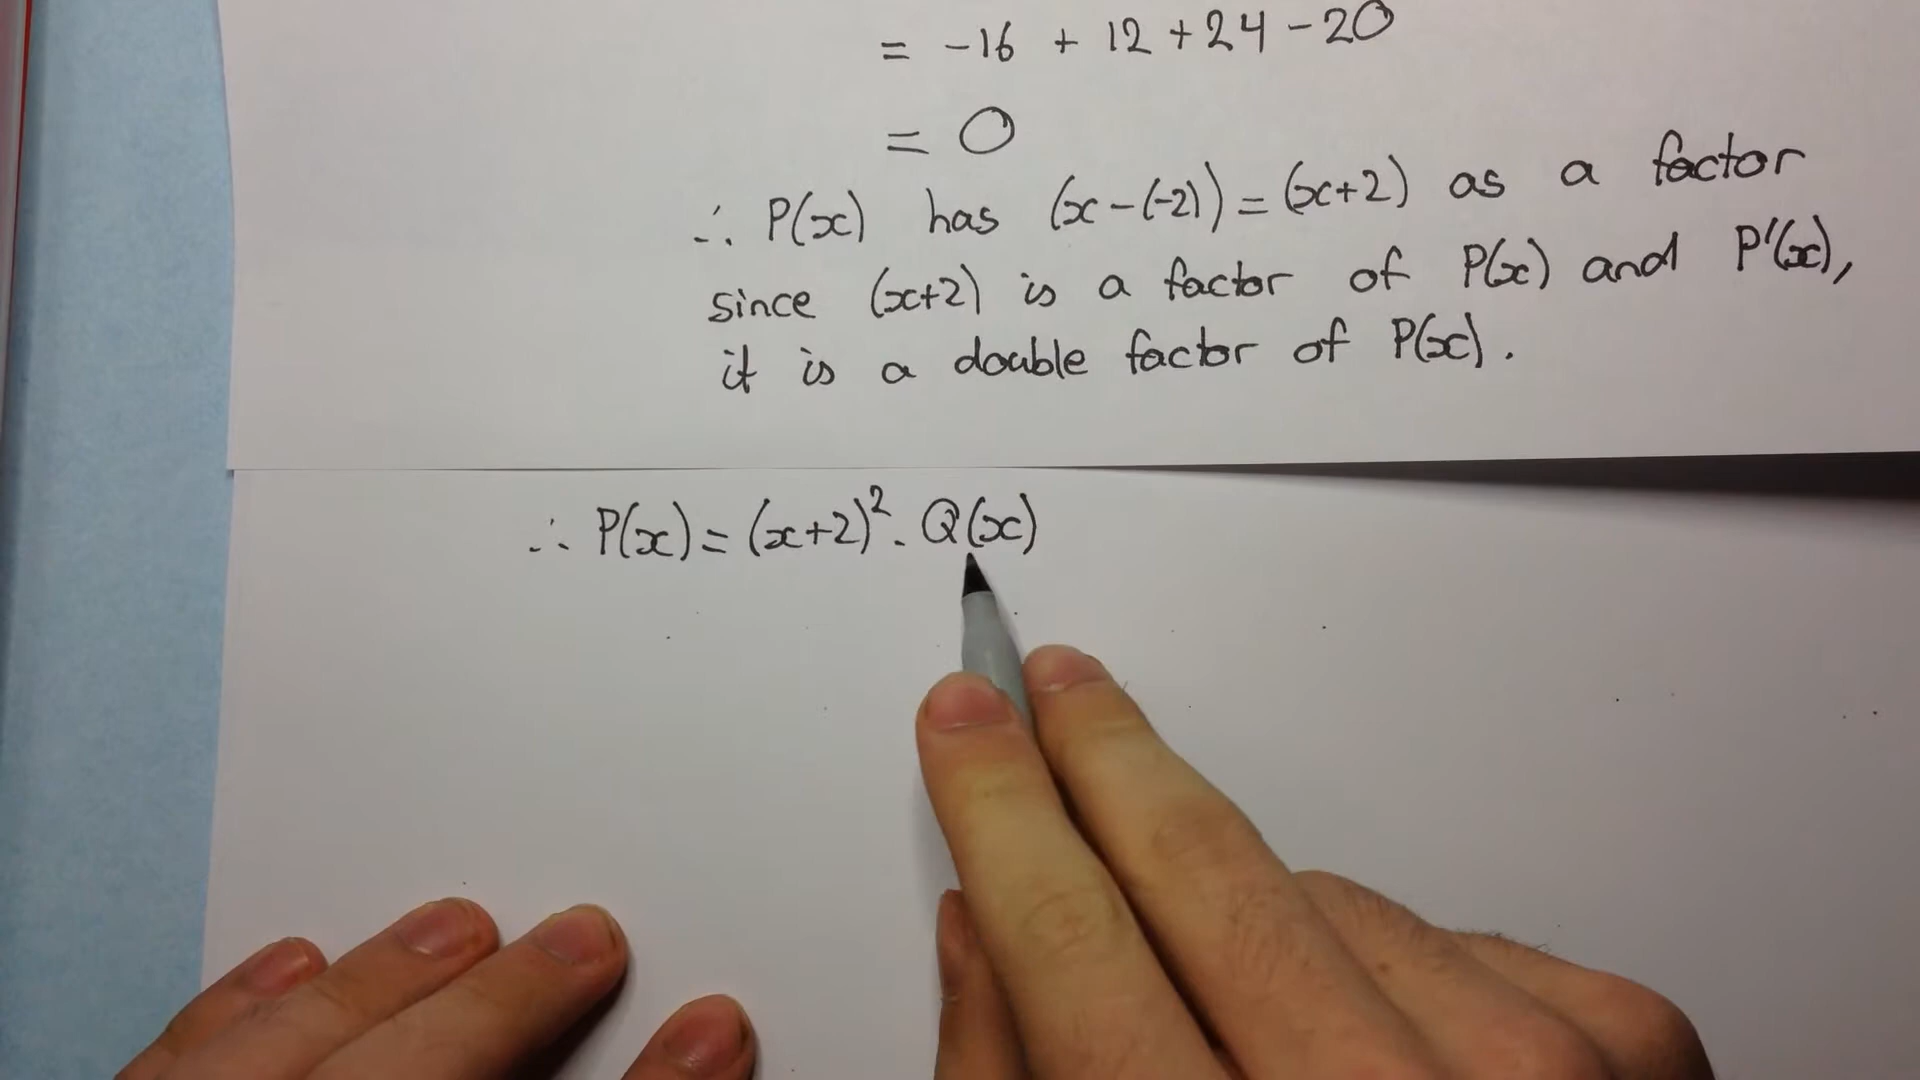 = -16 + 12 + 24 - 20
= 0
∴ P(x) has (x-(-2)) = (x+2) as a factor
since (x+2) is a factor of P(x) and P'(x),
it is a double factor of P(x).
∴ P(x) = (x+2)². Q(x)